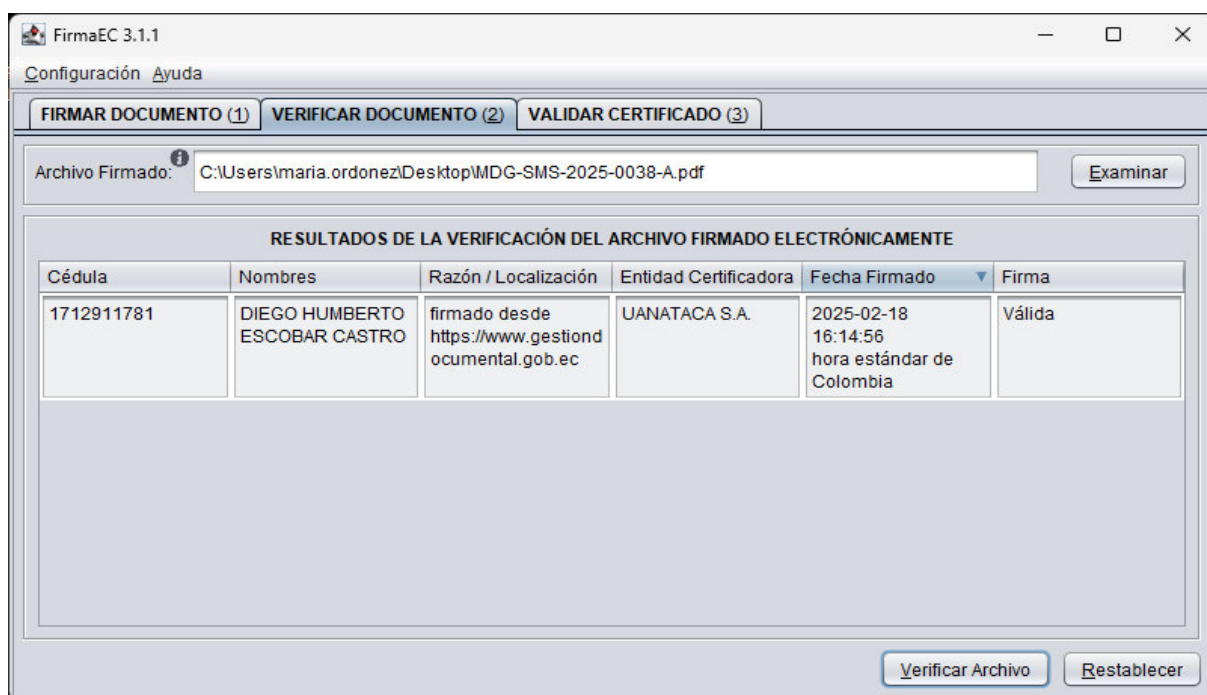 FirmaEC 3.1.1
Configuración Ayuda
FIRMAR DOCUMENTO (1) VERIFICAR DOCUMENTO (2) VALIDAR CERTIFICADO (3)
Archivo Firmado: C:\Users\maria.ordonez\Desktop\MDG-SMS-2025-0038-A.pdf Examinar
RESULTADOS DE LA VERIFICACIÓN DEL ARCHIVO FIRMADO ELECTRÓNICAMENTE
Cédula Nombres Razón / Localización Entidad Certificadora Fecha Firmado Firma
1712911781 DIEGO HUMBERTO firmado desde UANATACA S.A. 2025-02-18 Válida
ESCOBAR CASTRO https://www.gestiond 16:14:56
ocumental.gob.ec hora estándar de
Colombia
Verificar Archivo Restablecer